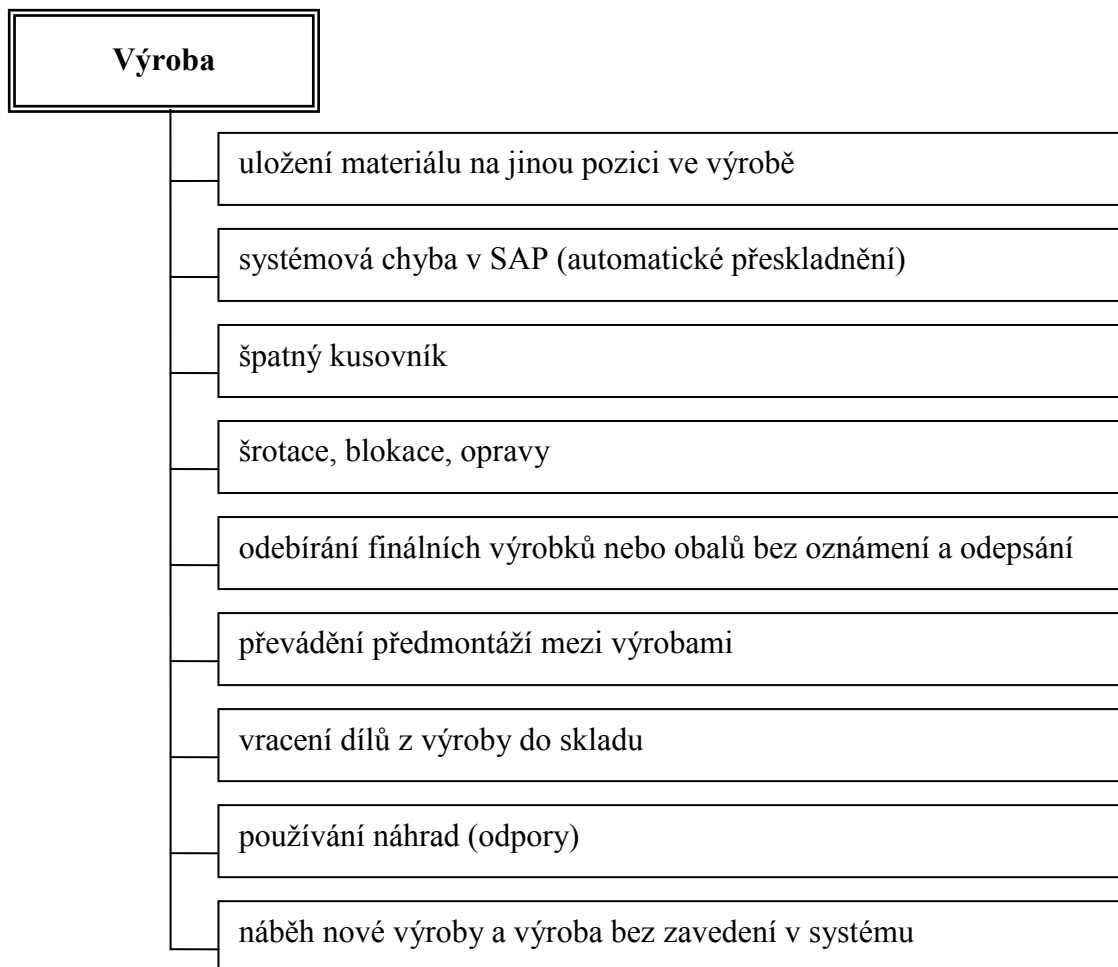 Výroba
uložení materiálu na jinou pozici ve výrobě
systémová chyba v SAP (automatické přeskladnění)
špatný kusovník
šrotace, blokace, opravy
odebírání finálních výrobků nebo obalů bez oznámení a odepsání
převádění předmontáží mezi výrobami
vracení dílů z výroby do skladu
používání náhrad (odpory)
náběh nové výroby a výroba bez zavedení v systému